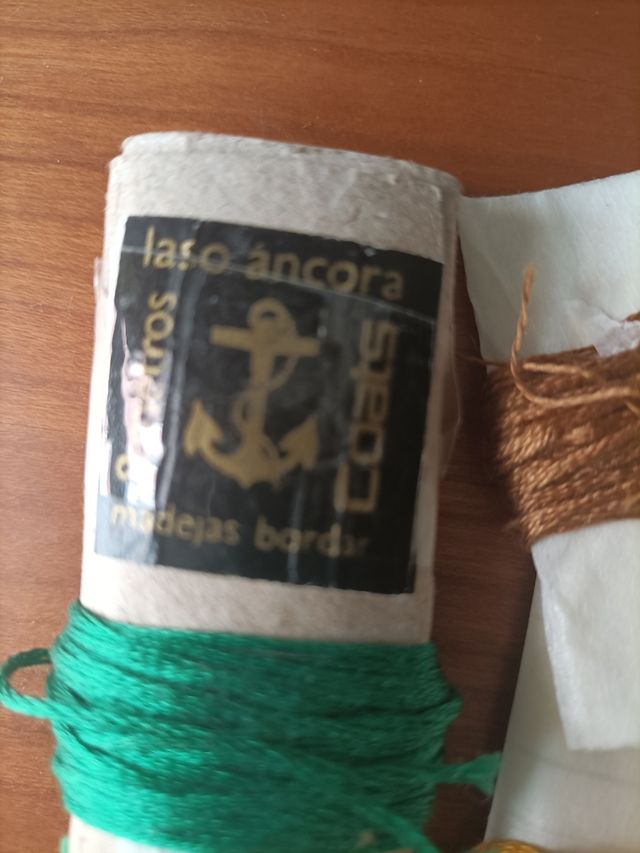 laso áncora
coats
madejas bordar